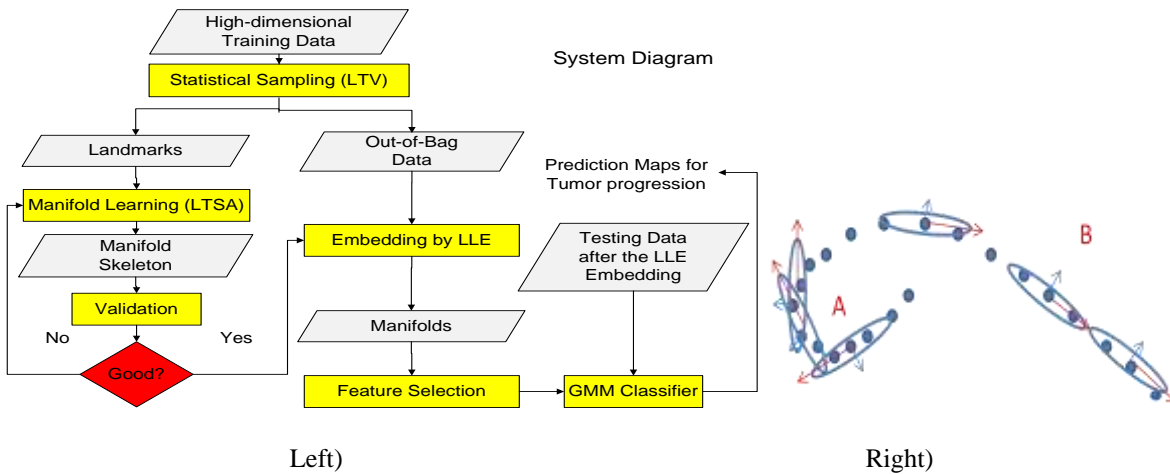 High-dimensional
Training Data
System Diagram
Statistical Sampling (LTV)
Landmarks
Out-of-Bag
Data
Prediction Maps for
Tumor progression
Manifold Learning (LTSA)
Manifold
Skeleton
Embedding by LLE
Testing Data
after the LLE
Embedding
Validation
No
Yes
Manifolds
Good?
Feature Selection
GMM Classifier
A
B
Left)
Right)